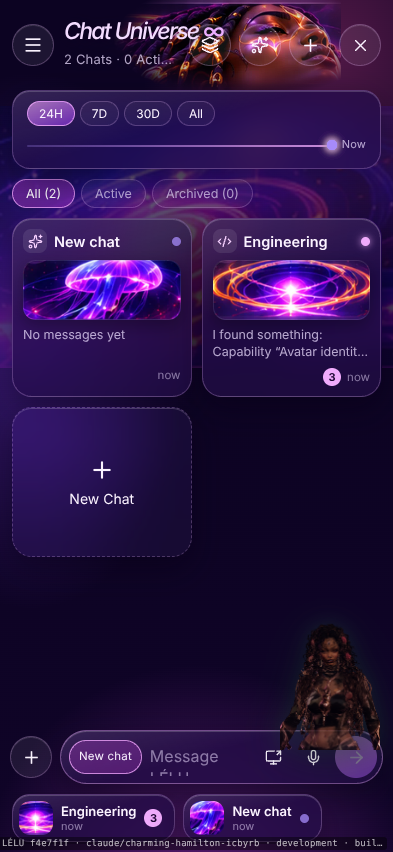 Chat Universe ∞
2 Chats · 0 Acti...
24H 7D 30D All
Now
All (2) Active Archived (0)
New chat
No messages yet
now
Engineering
I found something:
Capability “Avatar identit...
3 now
New Chat
New chat Message
Engineering
now
3
New chat
now
LÉLU f4e7f1f · claude/charming-hamilton-icbyrb · development · buil…